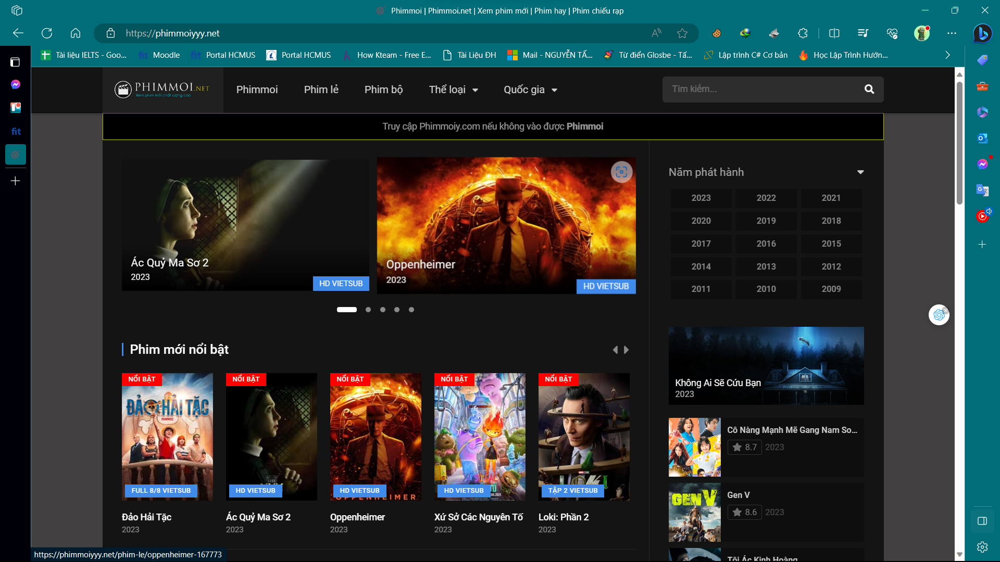 Phimmoi | Phimmoi.net | Xem phim mới | Phim hay | Phim chiếu rạp
https://phimmoiyyy.net
Tài liệu IELTS - Goo...
fit Moodle
fit Portal HCMUS
Portal HCMUS
How Kteam - Free E...
Tài Liệu ĐH
Mail - NGUYỄN TẤ...
Từ điển Glosbe - Tấ...
Lập trình C# Cơ bản
Học Lập Trình Hướn...
fit
PHIMMOI.NET
Xem phim mới chất lượng cao
Phimmoi
Phim lẻ
Phim bộ
Thể loại
Quốc gia
Tìm kiếm...
Truy cập Phimmoiy.com nếu không vào được Phimmoi
Ác Quỷ Ma Sơ 2
2023
HD VIETSUB
Oppenheimer
2023
HD VIETSUB
Năm phát hành
2023 2022 2021
2020 2019 2018
2017 2016 2015
2014 2013 2012
2011 2010 2009
Phim mới nổi bật
NỔI BẬT
ĐẢO HẢI TẶC
PHIMMOI2
FULL 8/8 VIETSUB
Đảo Hải Tặc
2023
NỔI BẬT
THE
HD VIETSUB
Ác Quỷ Ma Sơ 2
2023
NỔI BẬT
HD VIETSUB
OPPENHEIMER
Oppenheimer
2023
NỔI BẬT
HD VIETSUB
Xứ Sở Các Nguyên Tố
2023
NỔI BẬT
TẬP 2 VIETSUB
Loki: Phần 2
2023
Không Ai Sẽ Cứu Bạn
2023
Cô Nàng Mạnh Mẽ Gang Nam So...
8.7 2023
GEN V
Gen V
8.6 2023
Tội Ác Kinh Hoàng
https://phimmoiyyy.net/phim-le/oppenheimer-167773